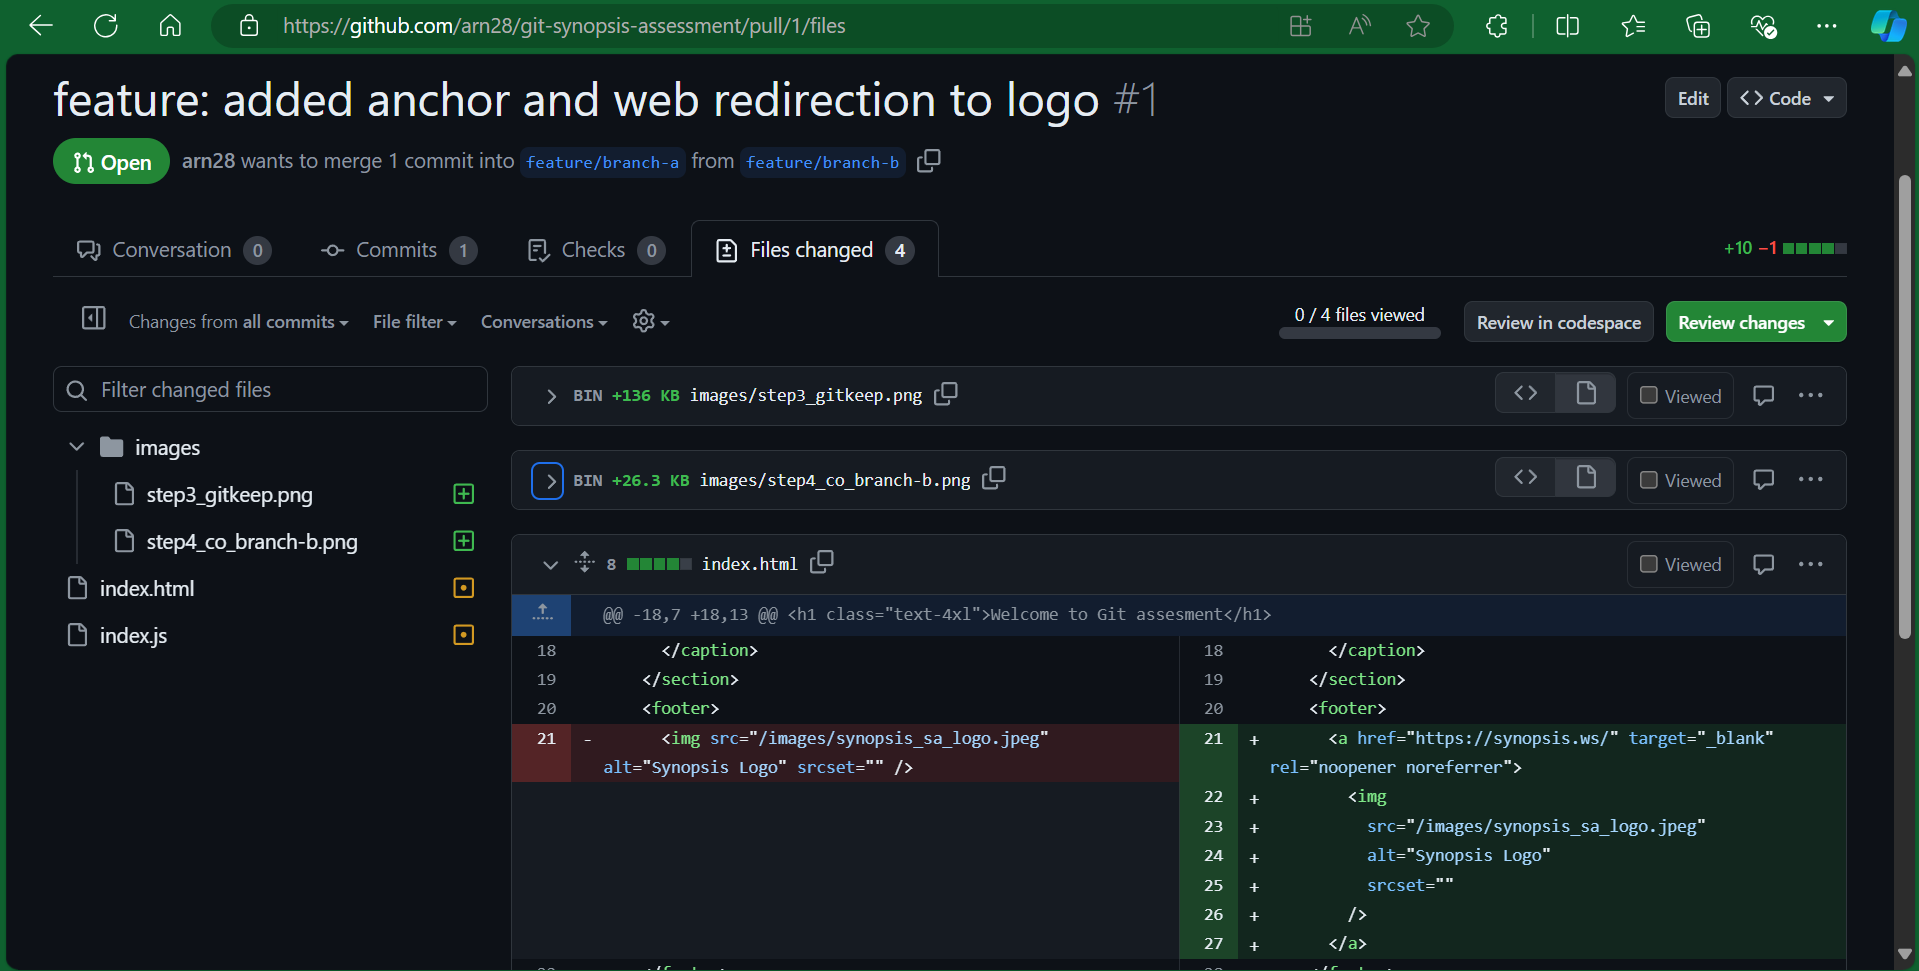 https://github.com/arn28/git-synopsis-assessment/pull/1/files
feature: added anchor and web redirection to logo #1
Edit
<> Code
Open
arn28 wants to merge 1 commit into feature/branch-a from feature/branch-b
Conversation 0
Commits 1
Checks 0
Files changed 4
+10 −1
Changes from all commits
File filter
Conversations
0 / 4 files viewed
Review in codespace
Review changes
Filter changed files
images
step3_gitkeep.png
step4_co_branch-b.png
index.html
index.js
BIN +136 KB images/step3_gitkeep.png
Viewed
BIN +26.3 KB images/step4_co_branch-b.png
Viewed
8 index.html
Viewed
@@ -18,7 +18,13 @@ <h1 class="text-4xl">Welcome to Git assesment</h1>
18 </caption>
19 </section>
20 <footer>
21 - <img src="/images/synopsis_sa_logo.jpeg"
alt="Synopsis Logo" srcset="" />
18 </caption>
19 </section>
20 <footer>
21 + <a href="https://synopsis.ws/" target="_blank"
rel="noopener noreferrer">
22 + <img
23 + src="/images/synopsis_sa_logo.jpeg"
24 + alt="Synopsis Logo"
25 + srcset=""
26 + />
27 + </a>